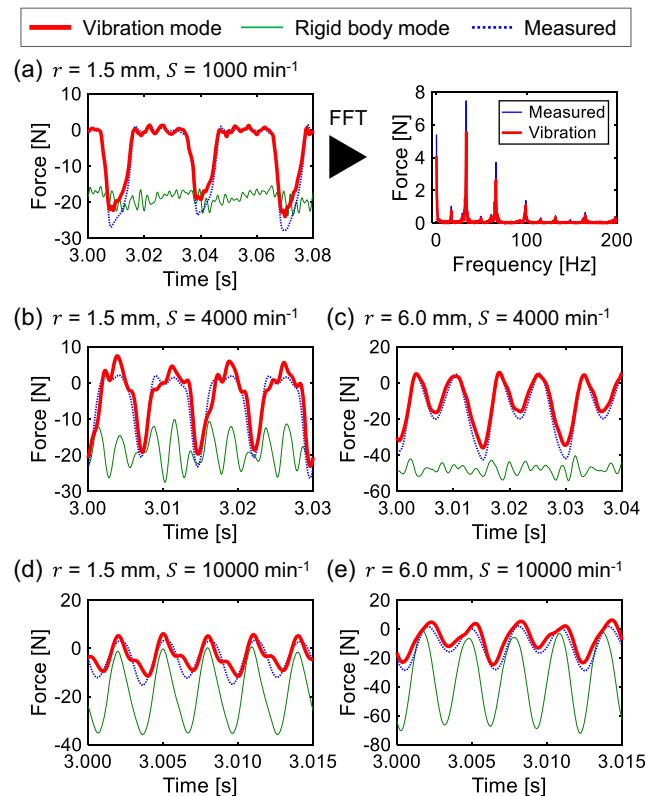 Vibration mode Rigid body mode Measured
(a) r = 1.5 mm, S = 1000 min⁻¹
10
0
-10
-20
-30
Force [N]
3.00 3.02 3.04 3.06 3.08
Time [s]
FFT
8
6
4
2
0
Force [N]
Measured
Vibration
0 100 200
Frequency [Hz]
(b) r = 1.5 mm, S = 4000 min⁻¹
10
0
-10
-20
-30
Force [N]
3.00 3.01 3.02 3.03
Time [s]
(c) r = 6.0 mm, S = 4000 min⁻¹
20
0
-20
-40
-60
Force [N]
3.00 3.01 3.02 3.03 3.04
Time [s]
(d) r = 1.5 mm, S = 10000 min⁻¹
20
0
-20
-40
Force [N]
3.000 3.005 3.010 3.015
Time [s]
(e) r = 6.0 mm, S = 10000 min⁻¹
20
0
-20
-40
-60
-80
Force [N]
3.000 3.005 3.010 3.015
Time [s]